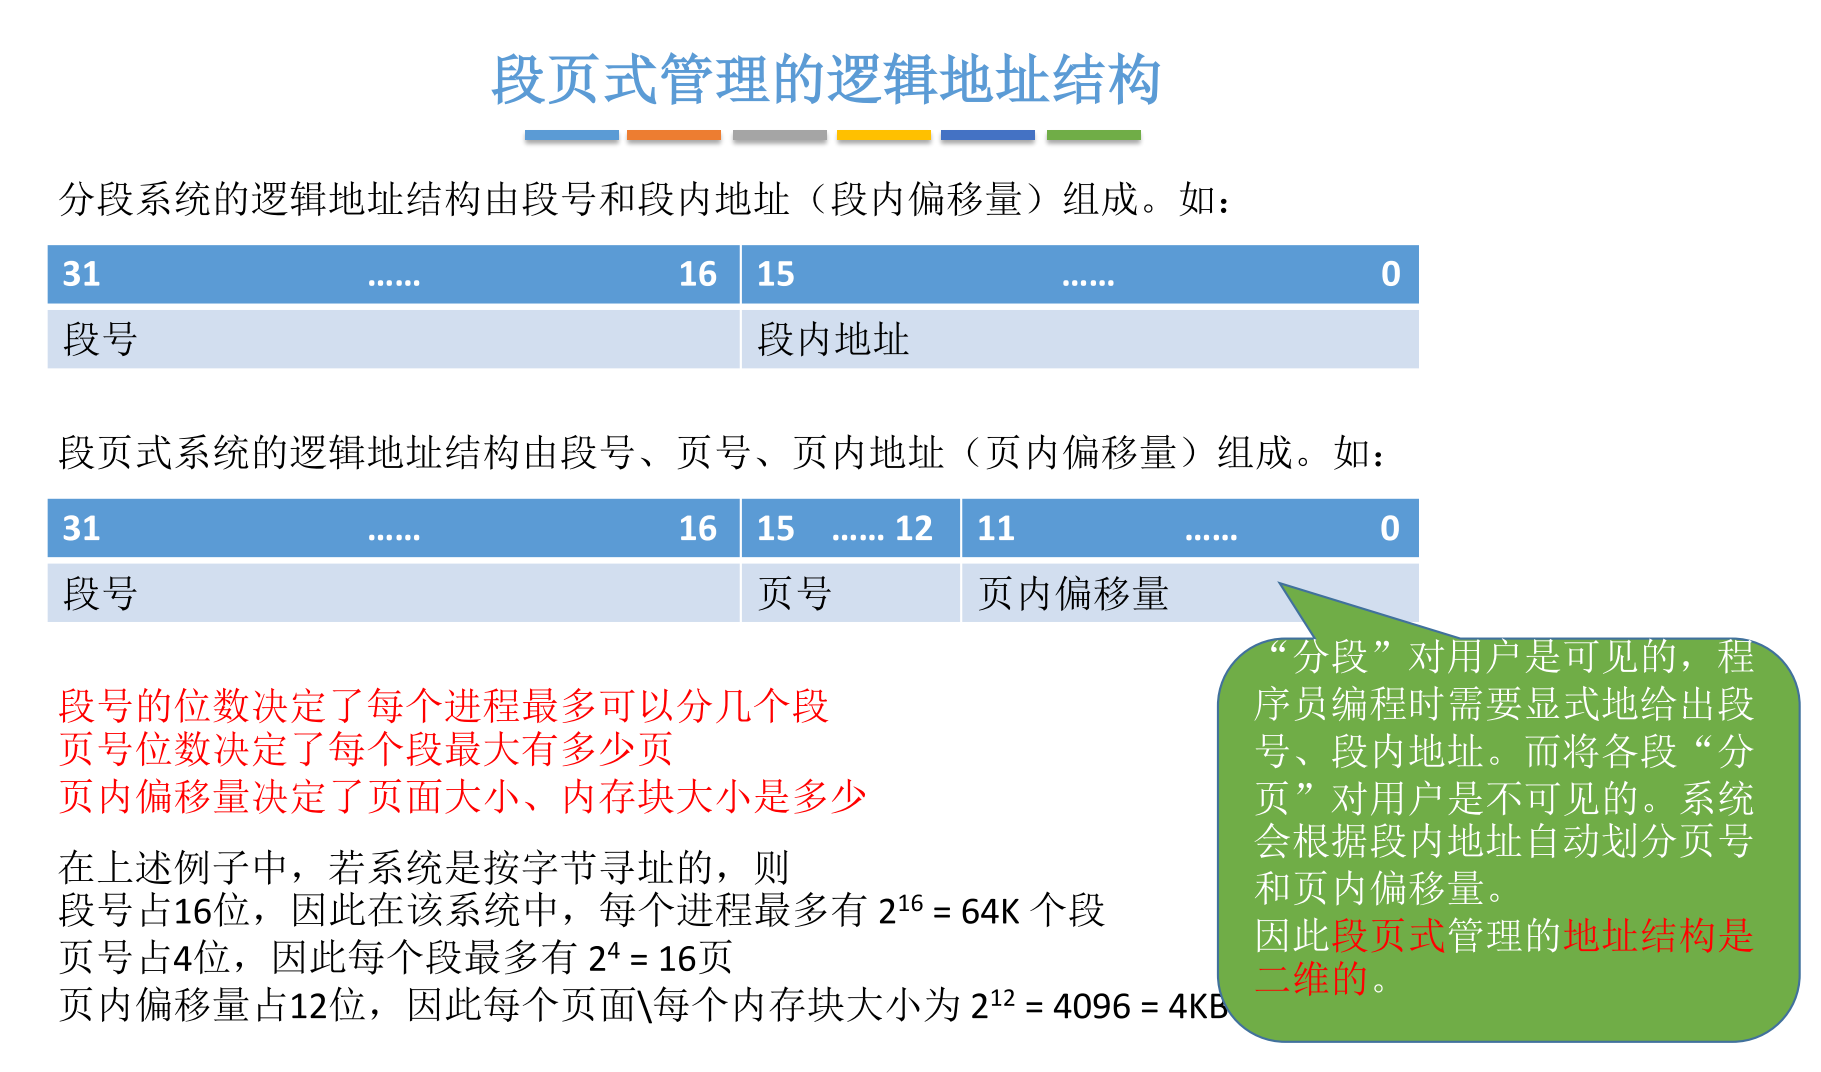 段页式管理的逻辑地址结构
分段系统的逻辑地址结构由段号和段内地址（段内偏移量）组成。如：
31 …… 16 15 …… 0
段号 段内地址
段页式系统的逻辑地址结构由段号、页号、页内地址（页内偏移量）组成。如：
31 …… 16 15 …… 12 11 …… 0
段号 页号 页内偏移量
段号的位数决定了每个进程最多可以分几个段
页号位数决定了每个段最大有多少页
页内偏移量决定了页面大小、内存块大小是多少
在上述例子中，若系统是按字节寻址的，则
段号占16位，因此在该系统中，每个进程最多有 2¹⁶ = 64K 个段
页号占4位，因此每个段最多有 2⁴ = 16页
页内偏移量占12位，因此每个页面\每个内存块大小为 2¹² = 4096 = 4KB
“分段”对用户是可见的，程
序员编程时需要显式地给出段
号、段内地址。而将各段“分
页”对用户是不可见的。系统
会根据段内地址自动划分页号
和页内偏移量。
因此段页式管理的地址结构是
二维的。